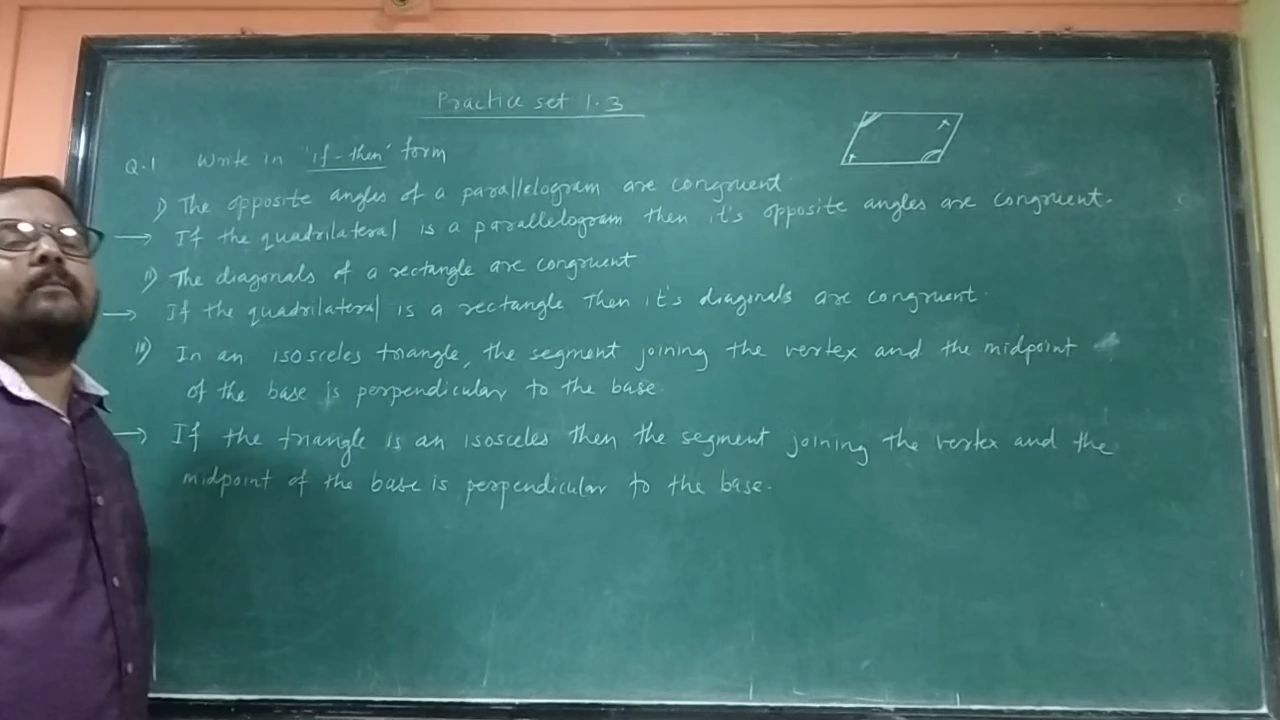 Practice set 1.3
Q.1 Write in "if-then" form
i) The opposite angles of a parallelogram are congruent
→ If the quadrilateral is a parallelogram then it's opposite angles are congruent.
ii) The diagonals of a rectangle are congruent
→ If the quadrilateral is a rectangle then it's diagonals are congruent.
iii) In an isosceles triangle, the segment joining the vertex and the midpoint
of the base is perpendicular to the base.
→ If the triangle is an isosceles then the segment joining the vertex and the
midpoint of the base is perpendicular to the base.